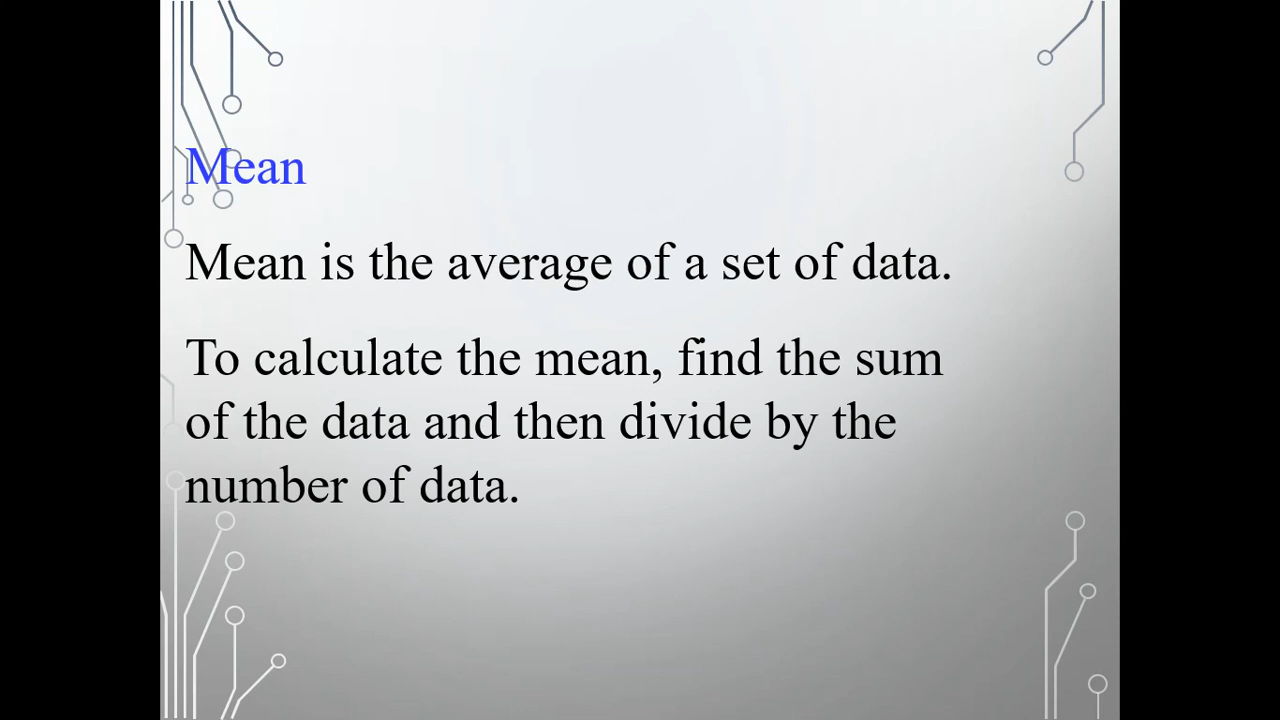 Mean
Mean is the average of a set of data.
To calculate the mean, find the sum
of the data and then divide by the
number of data.